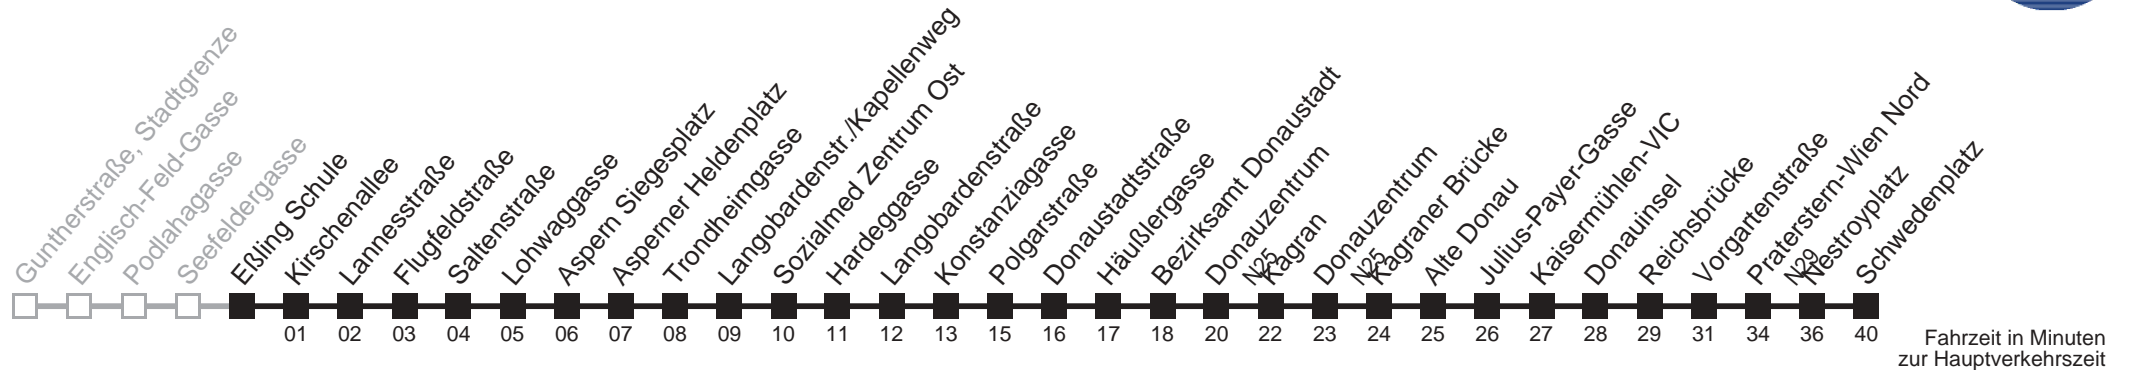 Guntherstraße, Stadtgrenze
Englisch-Feld-Gasse
Podlahagasse
Seefeldergasse
Eßling Schule
Kirschenallee
Lannesstraße
Flugfeldstraße
Saltenstraße
Lohwaggasse
Aspern Siegesplatz
Asperner Heldenplatz
Trondheimgasse
Langobardenstr./Kapellenweg
Sozialmed Zentrum Ost
Hardeggasse
Langobardenstraße
Konstanziagasse
Polgarstraße
Donaustadtstraße
Häußlergasse
Bezirksamt Donaustadt
Donauzentrum
N25
Kagran
Donauzentrum
N25
Kagraner Brücke
Alte Donau
Julius-Payer-Gasse
Kaisermühlen-VIC
Donauinsel
Reichsbrücke
Vorgartenstraße
Praterstern-Wien Nord
N29
Nestroyplatz
Schwedenplatz
01 02 03 04 05 06 07 08 09 10 11 12 13 15 16 17 18 20 22 23 24 25 26 27 28 29 31 34 36 40
Fahrzeit in Minuten
zur Hauptverkehrszeit